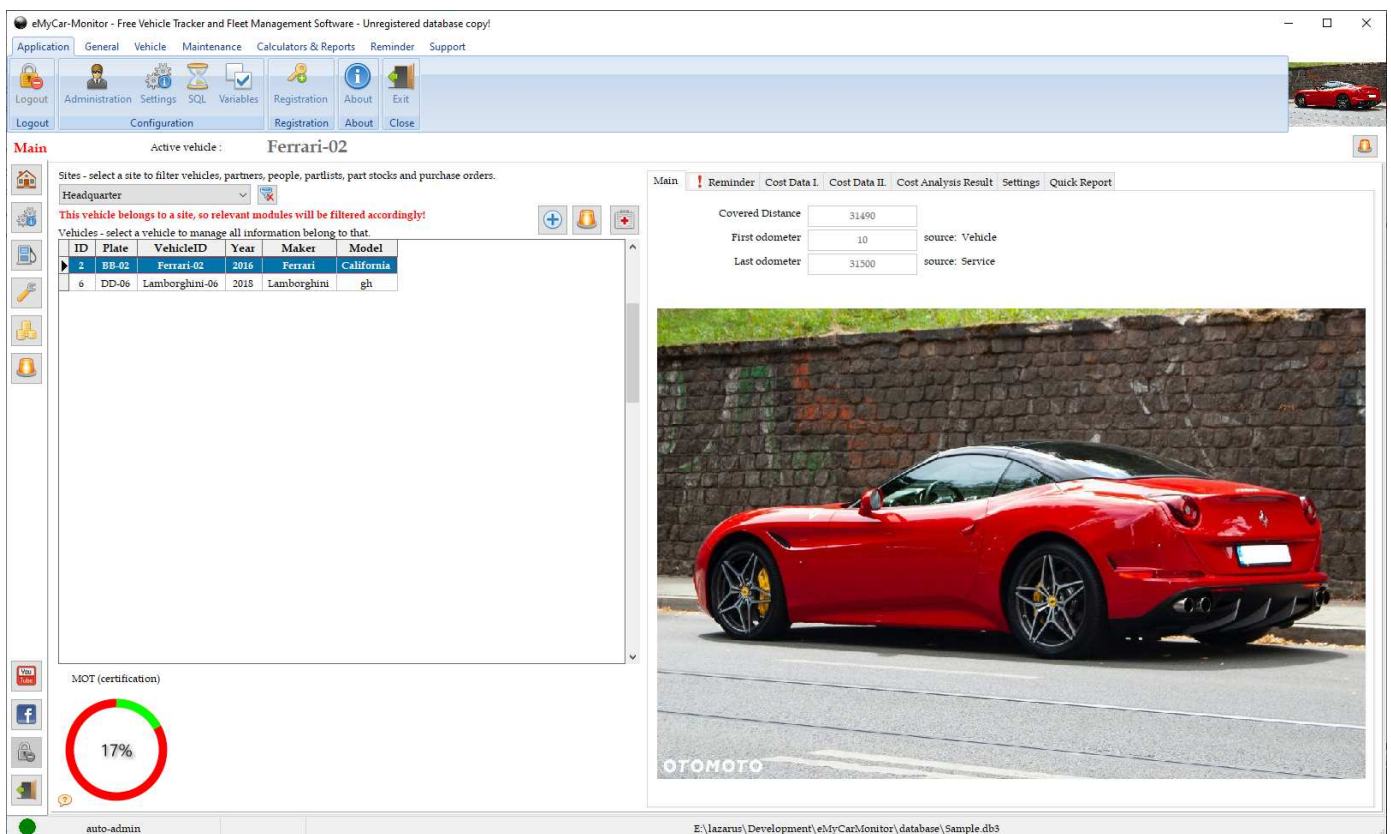 eMyCar-Monitor - Free Vehicle Tracker and Fleet Management Software - Unregistered database copy!
Application General Vehicle Maintenance Calculators & Reports Reminder Support
Logout Administration Settings SQL Variables Registration About Exit
Logout Configuration Registration About Close
Main Active vehicle : Ferrari-02
Sites - select a site to filter vehicles, partners, people, partlists, part stocks and purchase orders.
Headquarter
This vehicle belongs to a site, so relevant modules will be filtered accordingly!
Vehicles - select a vehicle to manage all information belong to that.
ID Plate VehicleID Year Maker Model
2 BB-02 Ferrari-02 2016 Ferrari California
6 DD-06 Lamborghini-06 2018 Lamborghini gh
Main ! Reminder Cost Data I. Cost Data II. Cost Analysis Result Settings Quick Report
Covered Distance 31490
First odometer 10 source: Vehicle
Last odometer 31500 source: Service
OTOMOTO
You Tube
MOT (certification)
17%
auto-admin E:\lazarus\Development\eMyCarMonitor\database\Sample.db3